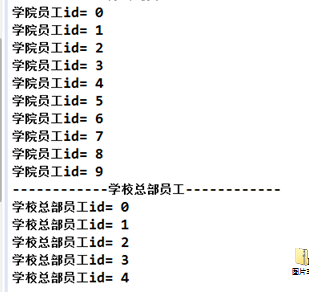 学院员工id= 0
学院员工id= 1
学院员工id= 2
学院员工id= 3
学院员工id= 4
学院员工id= 5
学院员工id= 6
学院员工id= 7
学院员工id= 8
学院员工id= 9
------------学校总部员工------------
学校总部员工id= 0
学校总部员工id= 1
学校总部员工id= 2
学校总部员工id= 3
学校总部员工id= 4
图片